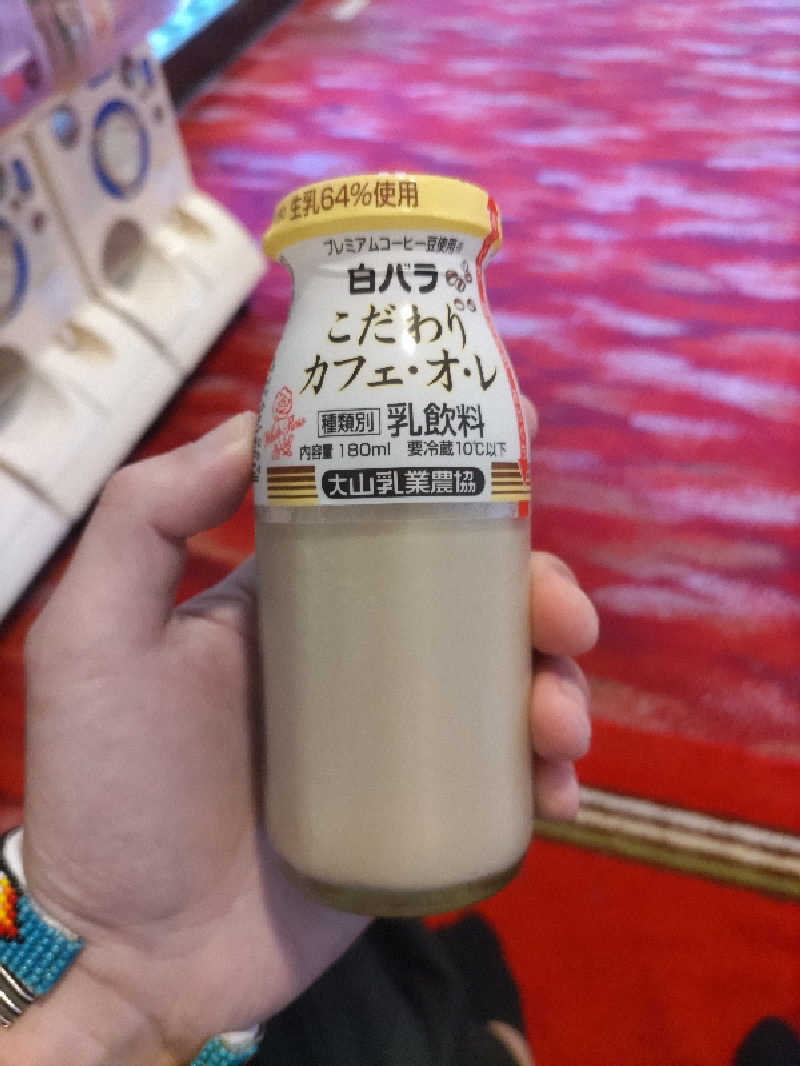 生乳64%使用
プレミアムコーヒー豆使用
白バラ
こだわり
カフェ・オ・レ
種類別 乳飲料
内容量 180ml 要冷蔵10℃以下
大山乳業農協